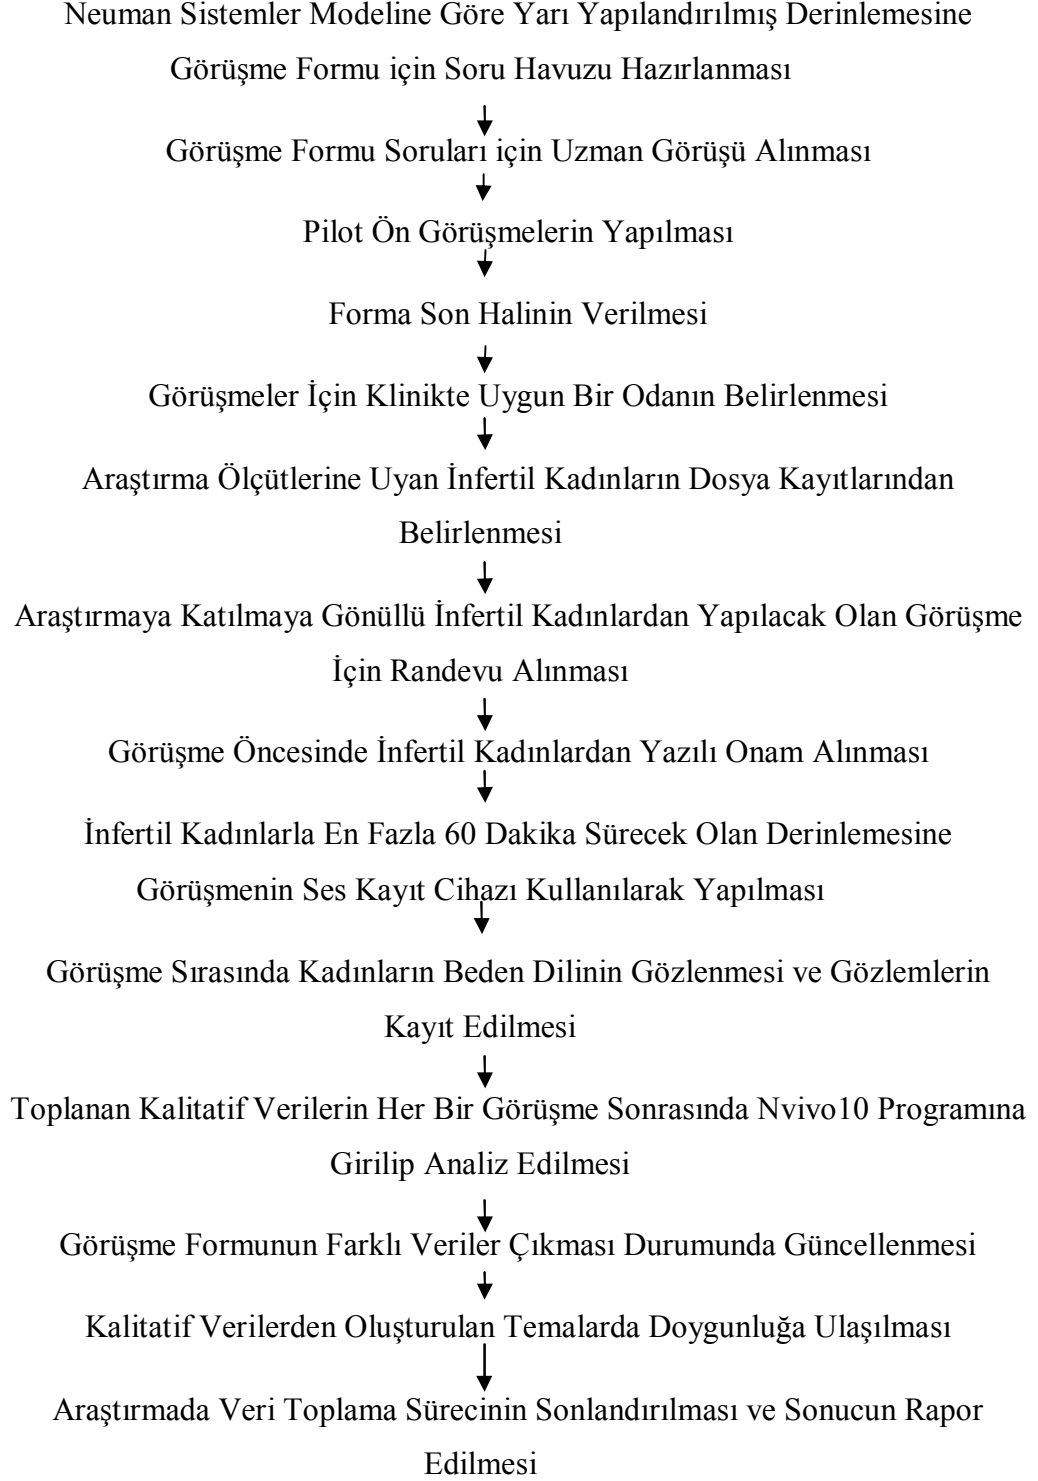 Neuman Sistemler Modeline Göre Yarı Yapılandırılmış Derinlemesine
Görüşme Formu için Soru Havuzu Hazırlanması
Görüşme Formu Soruları için Uzman Görüşü Alınması
Pilot Ön Görüşmelerin Yapılması
Forma Son Halinin Verilmesi
Görüşmeler İçin Klinikte Uygun Bir Odanın Belirlenmesi
Araştırma Ölçütlerine Uyan İnfertil Kadınların Dosya Kayıtlarından
Belirlenmesi
Araştırmaya Katılmaya Gönüllü İnfertil Kadınlardan Yapılacak Olan Görüşme
İçin Randevu Alınması
Görüşme Öncesinde İnfertil Kadınlardan Yazılı Onam Alınması
İnfertil Kadınlarla En Fazla 60 Dakika Sürecek Olan Derinlemesine
Görüşmenin Ses Kayıt Cihazı Kullanılarak Yapılması
Görüşme Sırasında Kadınların Beden Dilinin Gözlenmesi ve Gözlemlerin
Kayıt Edilmesi
Toplanan Kalitatif Verilerin Her Bir Görüşme Sonrasında Nvivo10 Programına
Girilip Analiz Edilmesi
Görüşme Formunun Farklı Veriler Çıkması Durumunda Güncellenmesi
Kalitatif Verilerden Oluşturulan Temalarda Doygunluğa Ulaşılması
Araştırmada Veri Toplama Sürecinin Sonlandırılması ve Sonucun Rapor
Edilmesi